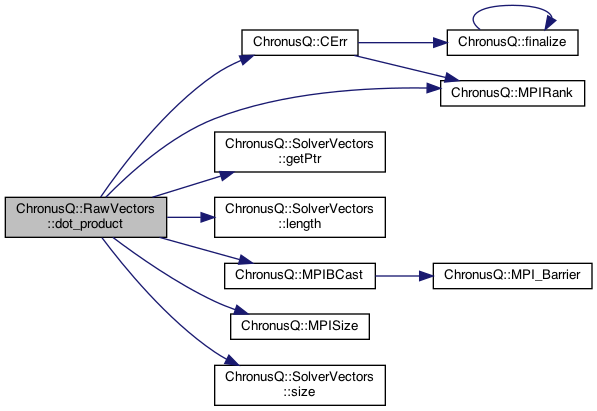 ChronusQ::RawVectors
::dot_product
ChronusQ::CErr
ChronusQ::finalize
ChronusQ::MPIRank
ChronusQ::SolverVectors
::getPtr
ChronusQ::SolverVectors
::length
ChronusQ::MPIBCast
ChronusQ::MPI_Barrier
ChronusQ::MPISize
ChronusQ::SolverVectors
::size